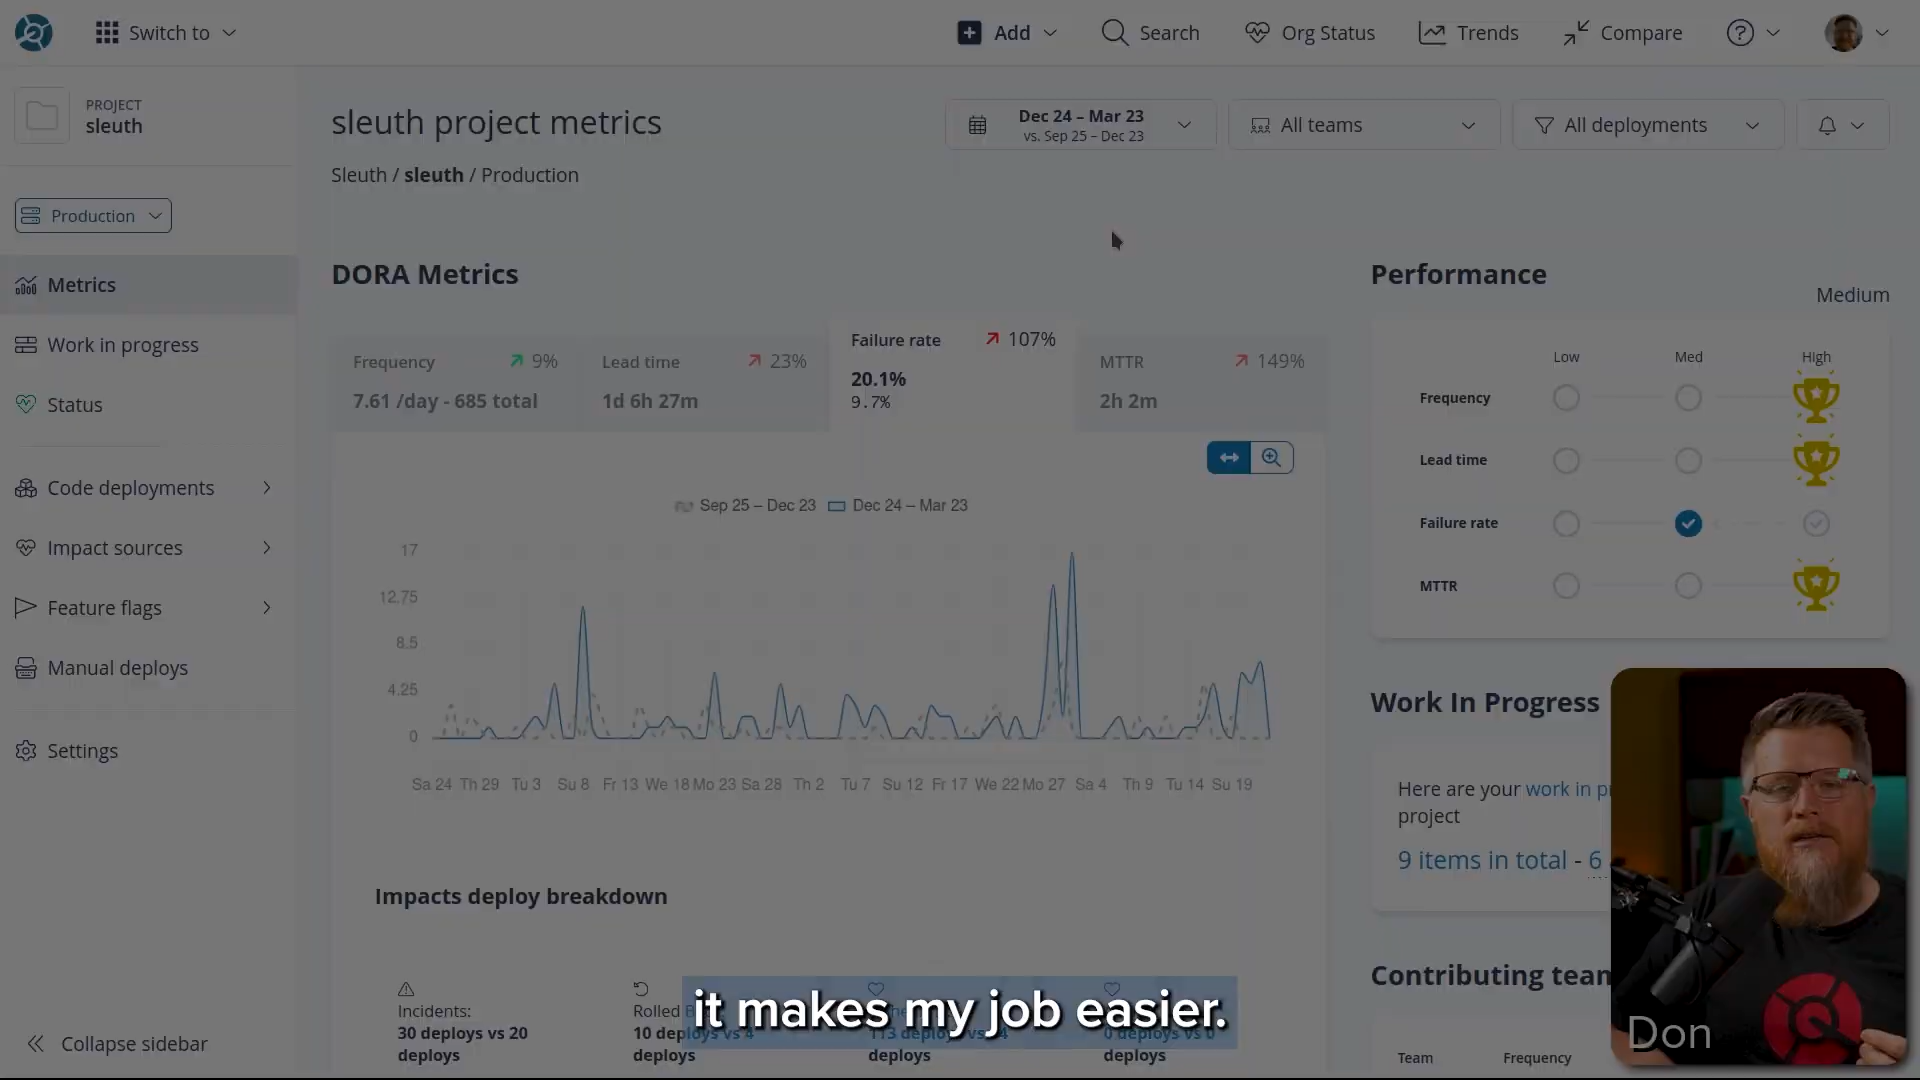 Switch to
Add
Search
Org Status
Trends
Compare
PROJECT
sleuth
Production
Metrics
Work in progress
Status
Code deployments
Impact sources
Feature flags
Manual deploys
Settings
Collapse sidebar
sleuth project metrics
Sleuth / sleuth / Production
Dec 24 – Mar 23
vs. Sep 25 – Dec 23
All teams
All deployments
DORA Metrics
Frequency 9%
7.61 /day - 685 total
Lead time 23%
1d 6h 27m
Failure rate 107%
20.1%
9.7%
MTTR 149%
2h 2m
Sep 25 – Dec 23 Dec 24 – Mar 23
17
12.75
8.5
4.25
0
Sa 24 Th 29 Tu 3 Su 8 Fr 13 We 18 Mo 23 Sa 28 Th 2 Tu 7 Su 12 Fr 17 We 22 Mo 27 Sa 4 Th 9 Tu 14 Su 19
Impacts deploy breakdown
Incidents:
30 deploys vs 20
deploys
Rolled
10 deploys vs 4
deploys
deploys
0 deploys vs 0
deploys
it makes my job easier.
Performance
Medium
Low Med High
Frequency
Lead time
Failure rate
MTTR
Work In Progress
Here are your work in
project
9 items in total - 6
Contributing
Team Frequency
Don